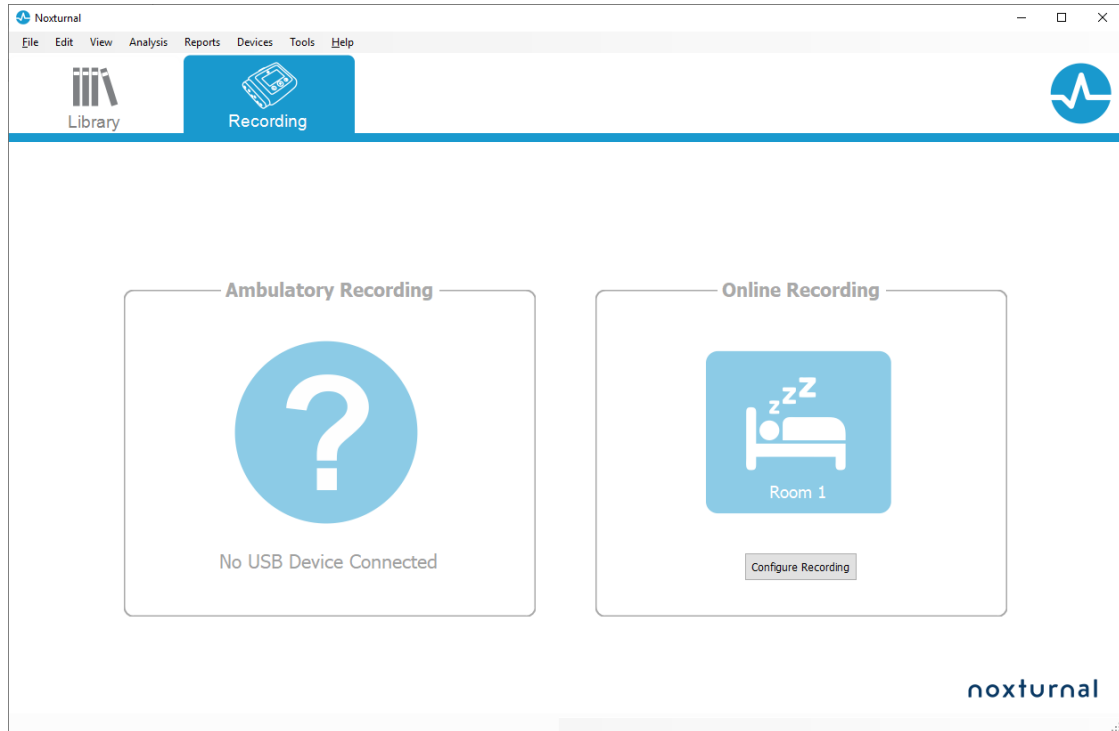 Noxturnal
File Edit View Analysis Reports Devices Tools Help
Library
Recording
Ambulatory Recording
?
No USB Device Connected
Online Recording
zzZ
Room 1
Configure Recording
noxturnal